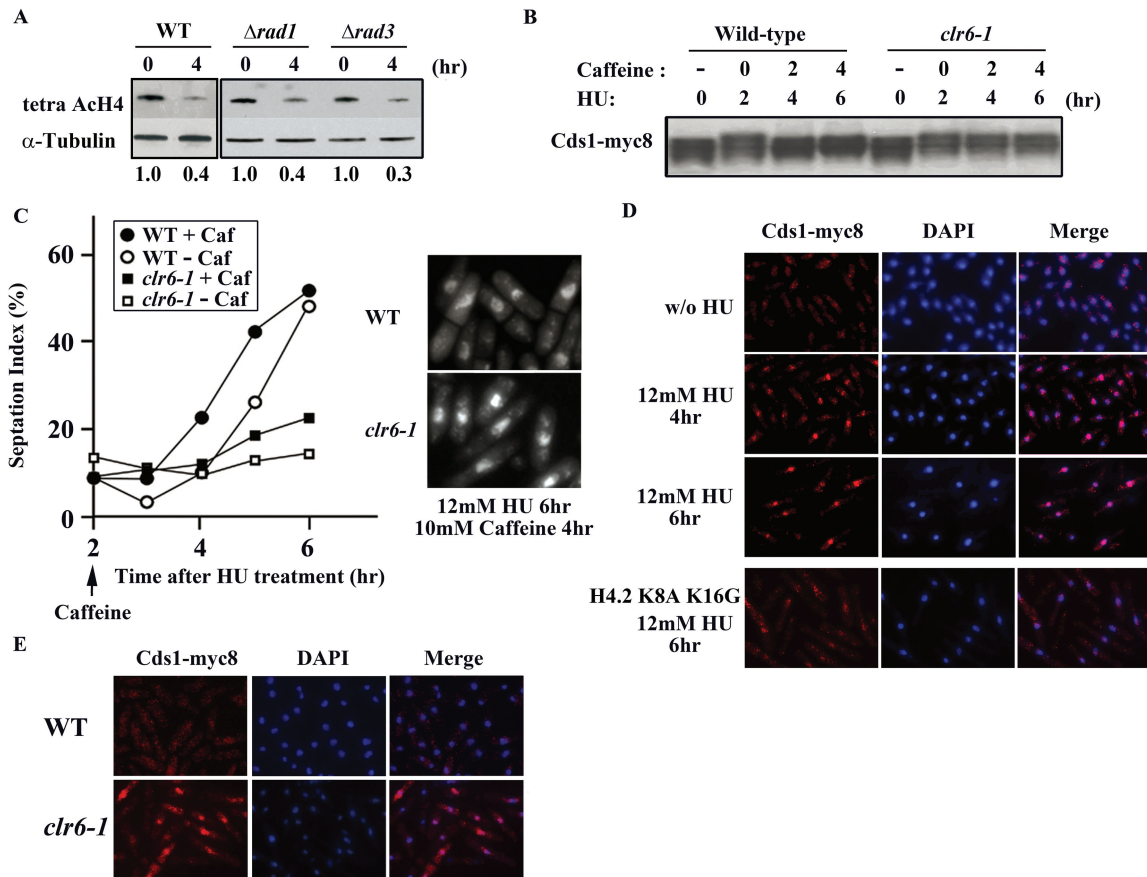 A
WT Δrad1 Δrad3
0 4 0 4 0 4 (hr)
tetra AcH4
α-Tubulin
1.0 0.4 1.0 0.4 1.0 0.3
B
Wild-type clr6-1
Caffeine : - 0 2 4 - 0 2 4
HU: 0 2 4 6 0 2 4 6 (hr)
Cds1-myc8
C
Septation Index (%)
60
40
20
0
WT + Caf
WT - Caf
clr6-1 + Caf
clr6-1 - Caf
2 4 6
Time after HU treatment (hr)
Caffeine
WT
clr6-1
12mM HU 6hr
10mM Caffeine 4hr
D
Cds1-myc8 DAPI Merge
w/o HU
12mM HU
4hr
12mM HU
6hr
H4.2 K8A K16G
12mM HU
6hr
E
Cds1-myc8 DAPI Merge
WT
clr6-1